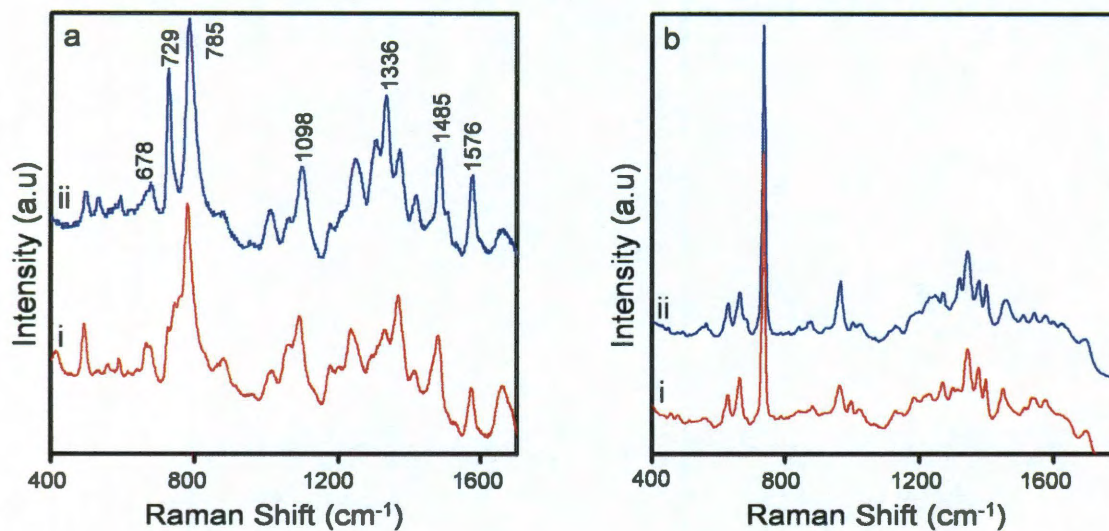 a
729
785
1336
1098
1485
1576
678
ii
i
Intensity (a.u)
400 800 1200 1600
Raman Shift (cm-1)
b
ii
i
Intensity (a.u)
400 800 1200 1600
Raman Shift (cm-1)